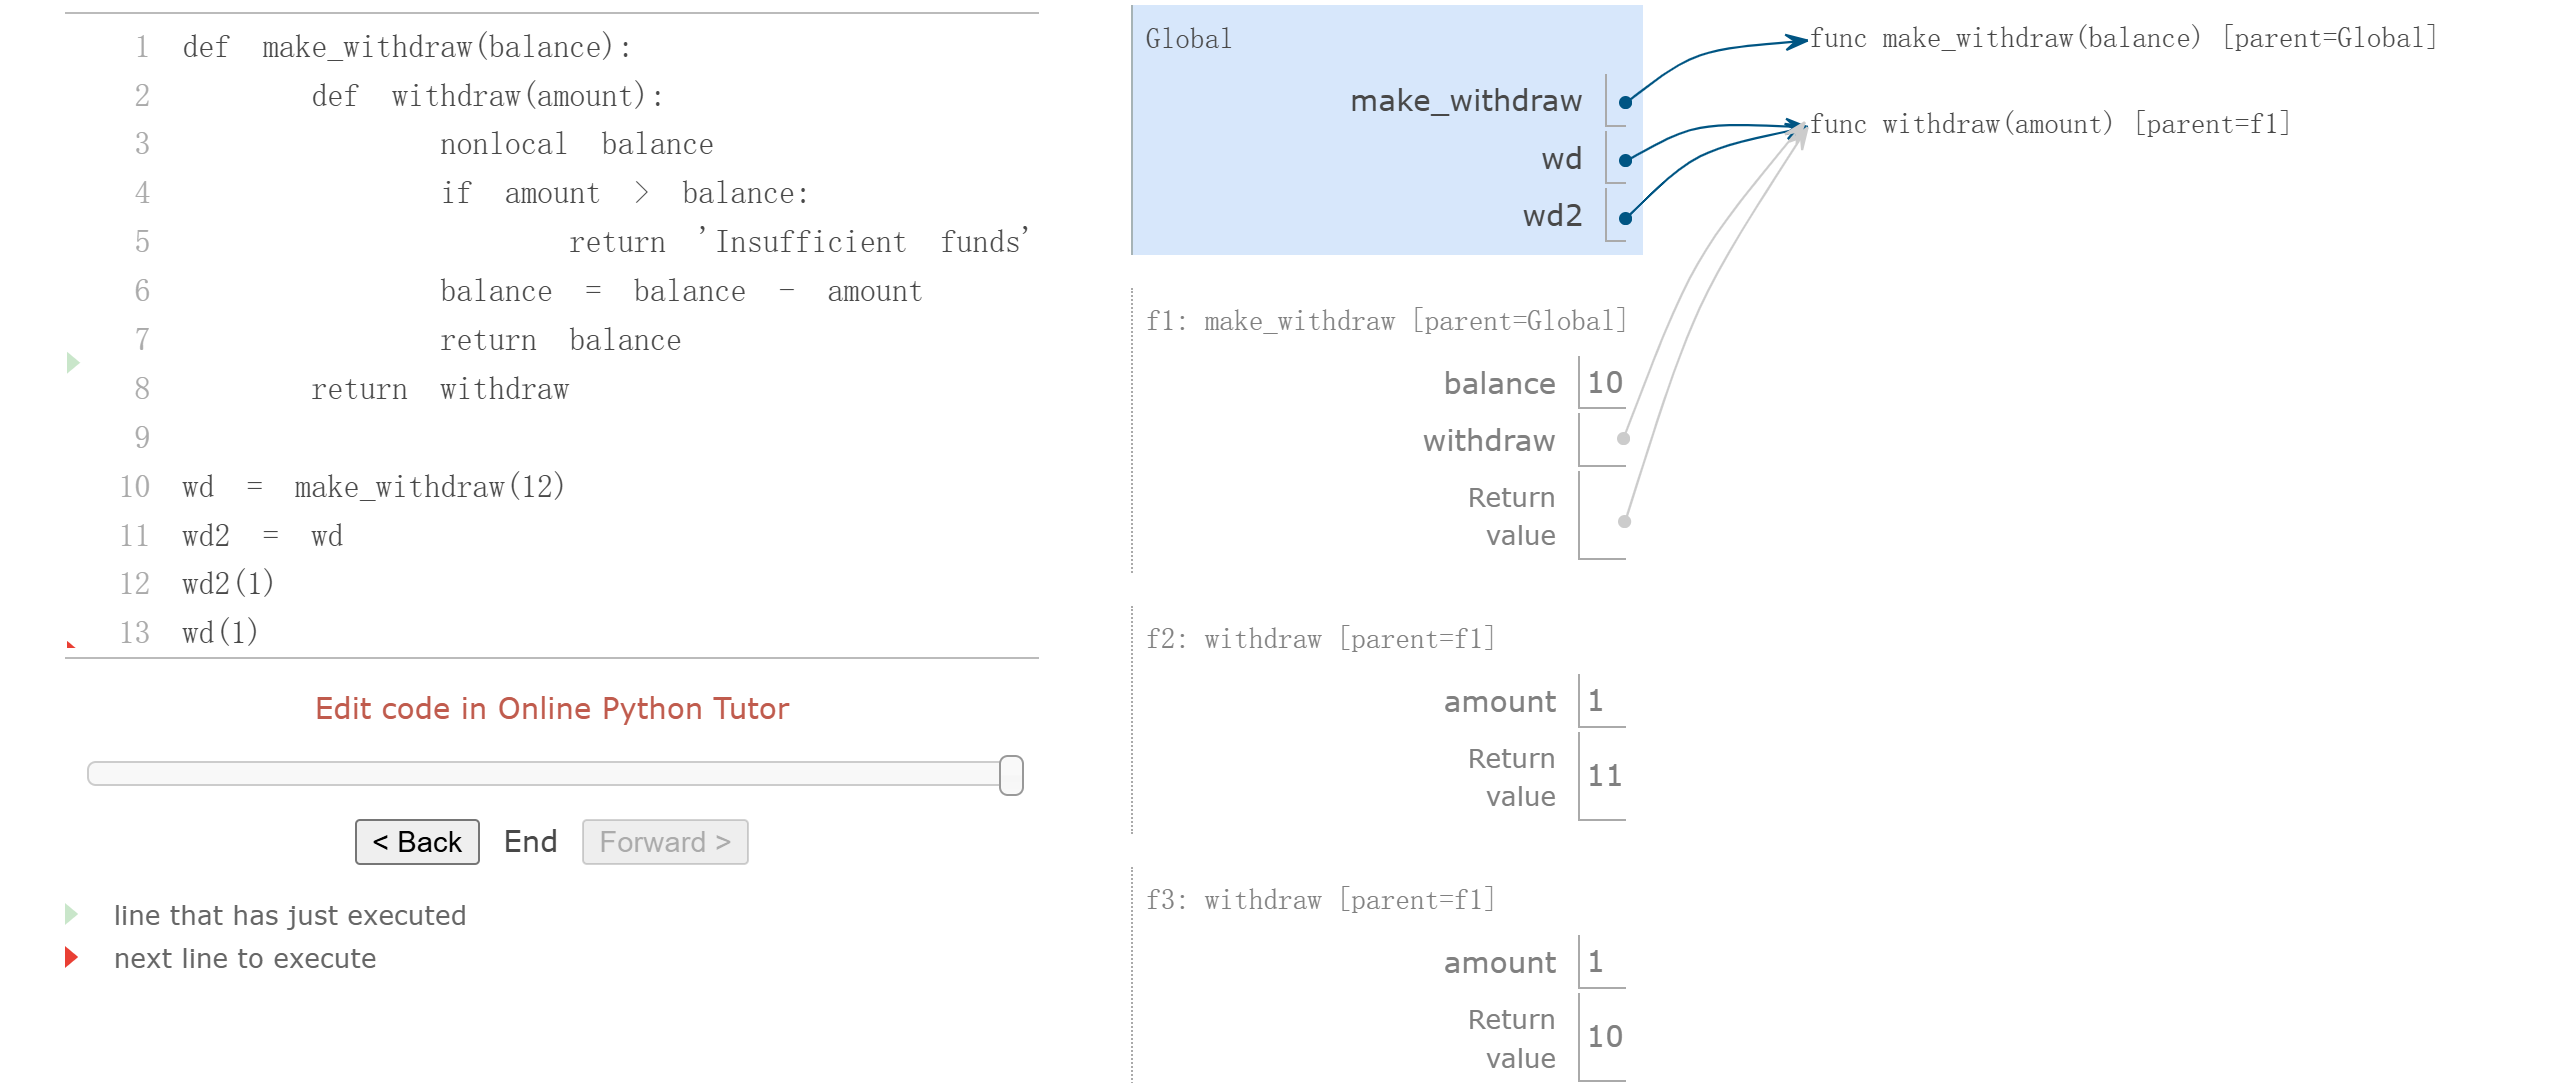 1 def make_withdraw(balance):
2 def withdraw(amount):
3 nonlocal balance
4 if amount > balance:
5 return 'Insufficient funds'
6 balance = balance - amount
7 return balance
8 return withdraw
9
10 wd = make_withdraw(12)
11 wd2 = wd
12 wd2(1)
13 wd(1)
Edit code in Online Python Tutor
< Back End Forward >
line that has just executed
next line to execute
Global
make_withdraw
wd
wd2
func make_withdraw(balance) [parent=Global]
func withdraw(amount) [parent=f1]
f1: make_withdraw [parent=Global]
balance 10
withdraw
Return
value
f2: withdraw [parent=f1]
amount 1
Return
value 11
f3: withdraw [parent=f1]
amount 1
Return
value 10